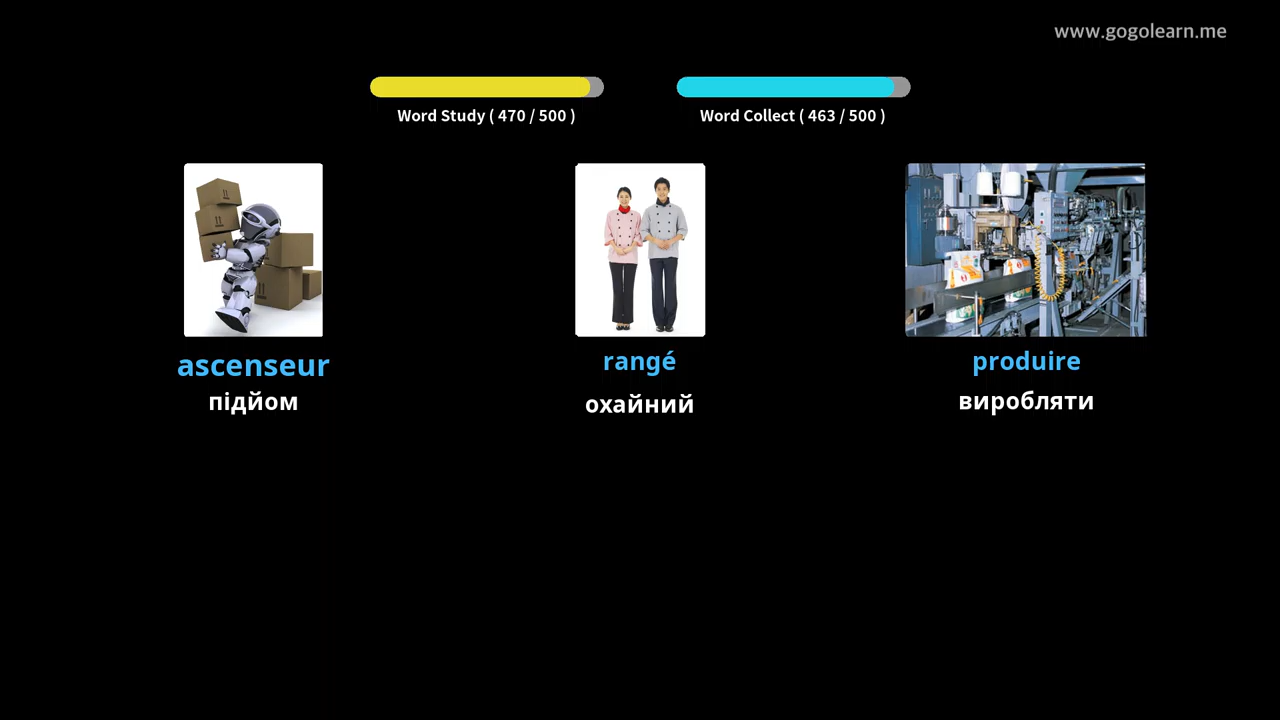 www.gogolearn.me
Word Study ( 470 / 500 )
Word Collect ( 463 / 500 )
ascenseur
підйом
rangé
охайний
produire
виробляти